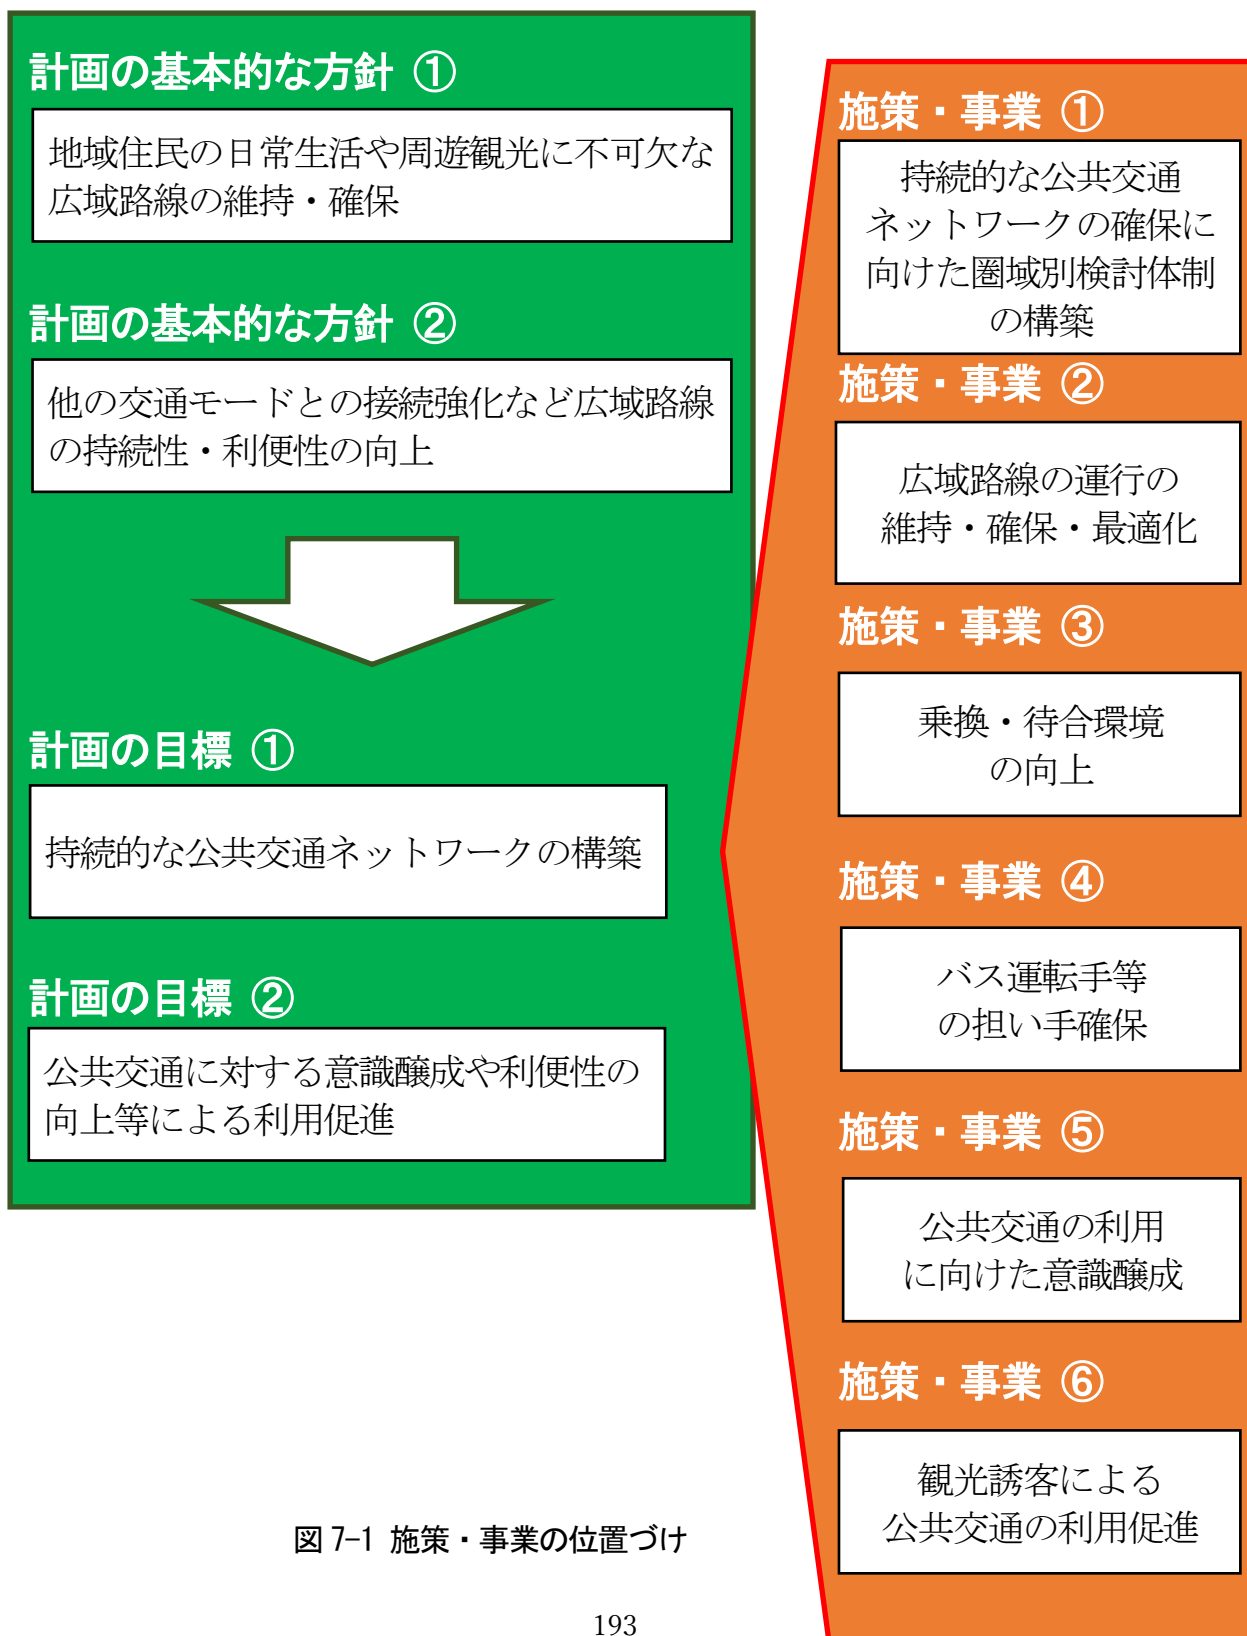 計画の基本的な方針 ①
地域住民の日常生活や周遊観光に不可欠な
広域路線の維持・確保
計画の基本的な方針 ②
他の交通モードとの接続強化など広域路線
の持続性・利便性の向上
計画の目標 ①
持続的な公共交通ネットワークの構築
計画の目標 ②
公共交通に対する意識醸成や利便性の
向上等による利用促進
施策・事業 ①
持続的な公共交通
ネットワークの確保に
向けた圏域別検討体制
の構築
施策・事業 ②
広域路線の運行の
維持・確保・最適化
施策・事業 ③
乗換・待合環境
の向上
施策・事業 ④
バス運転手等
の担い手確保
施策・事業 ⑤
公共交通の利用
に向けた意識醸成
施策・事業 ⑥
観光誘客による
公共交通の利用促進
図 7-1 施策・事業の位置づけ
193